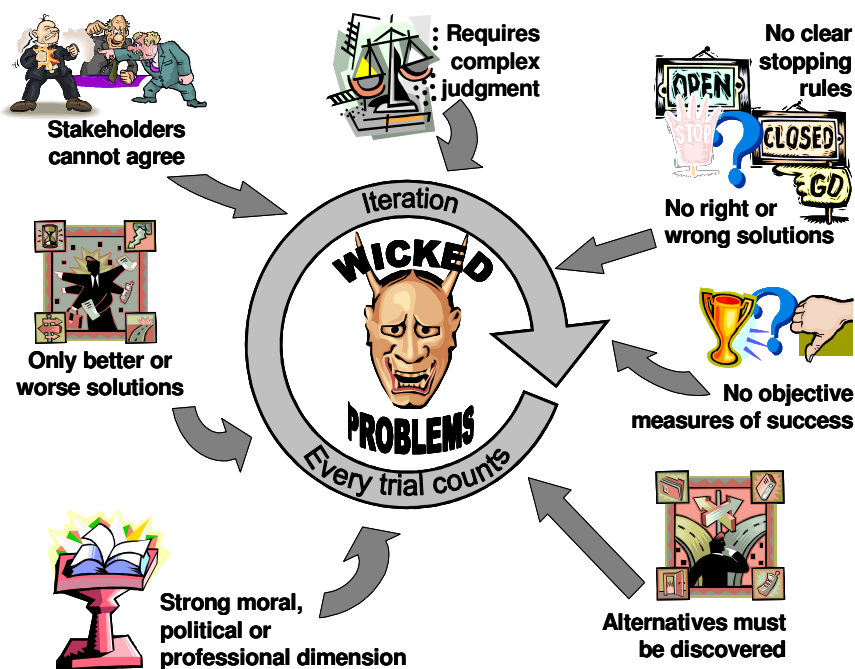 Stakeholders
cannot agree
Requires
complex
judgment
No clear
stopping
rules
OPEN
STOP
CLOSED
GO
No right or
wrong solutions
Iteration
WICKED
PROBLEMS
Every trial counts
Only better or
worse solutions
No objective
measures of success
Strong moral,
political or
professional dimension
Alternatives must
be discovered